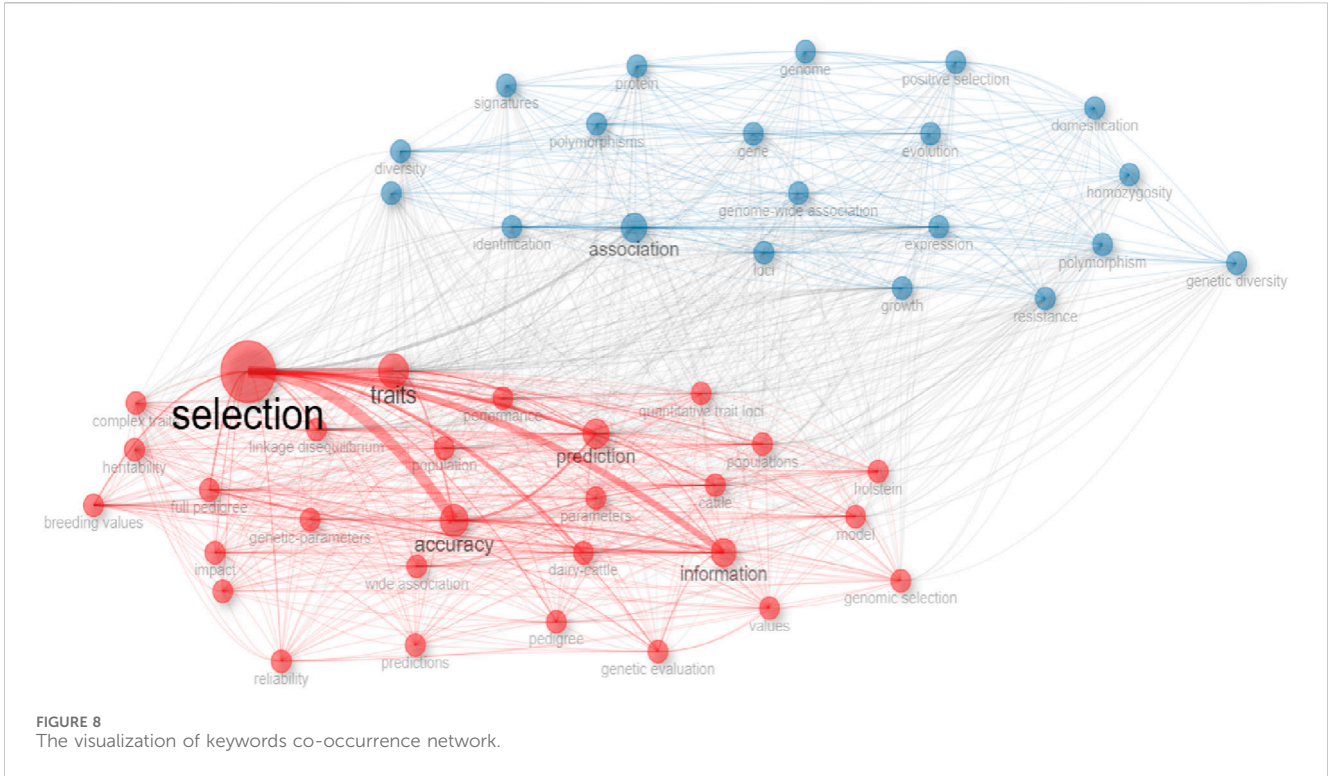 genome
protein
positive selection
signatures
domestication
polymorphisms
gene
evolution
diversity
homozygosity
genome-wide association
identification
association
expression
loci
polymorphism
genetic diversity
growth
resistance
selection
traits
complex trait
performance
quantitative trait loci
linkage disequilibrium
prediction
population
populations
heritability
holstein
full pedigree
cattle
parameters
breeding values
genetic-parameters
model
accuracy
impact
wide association
dairy-cattle
information
genomic selection
values
pedigree
predictions
genetic evaluation
reliability
FIGURE 8
The visualization of keywords co-occurrence network.